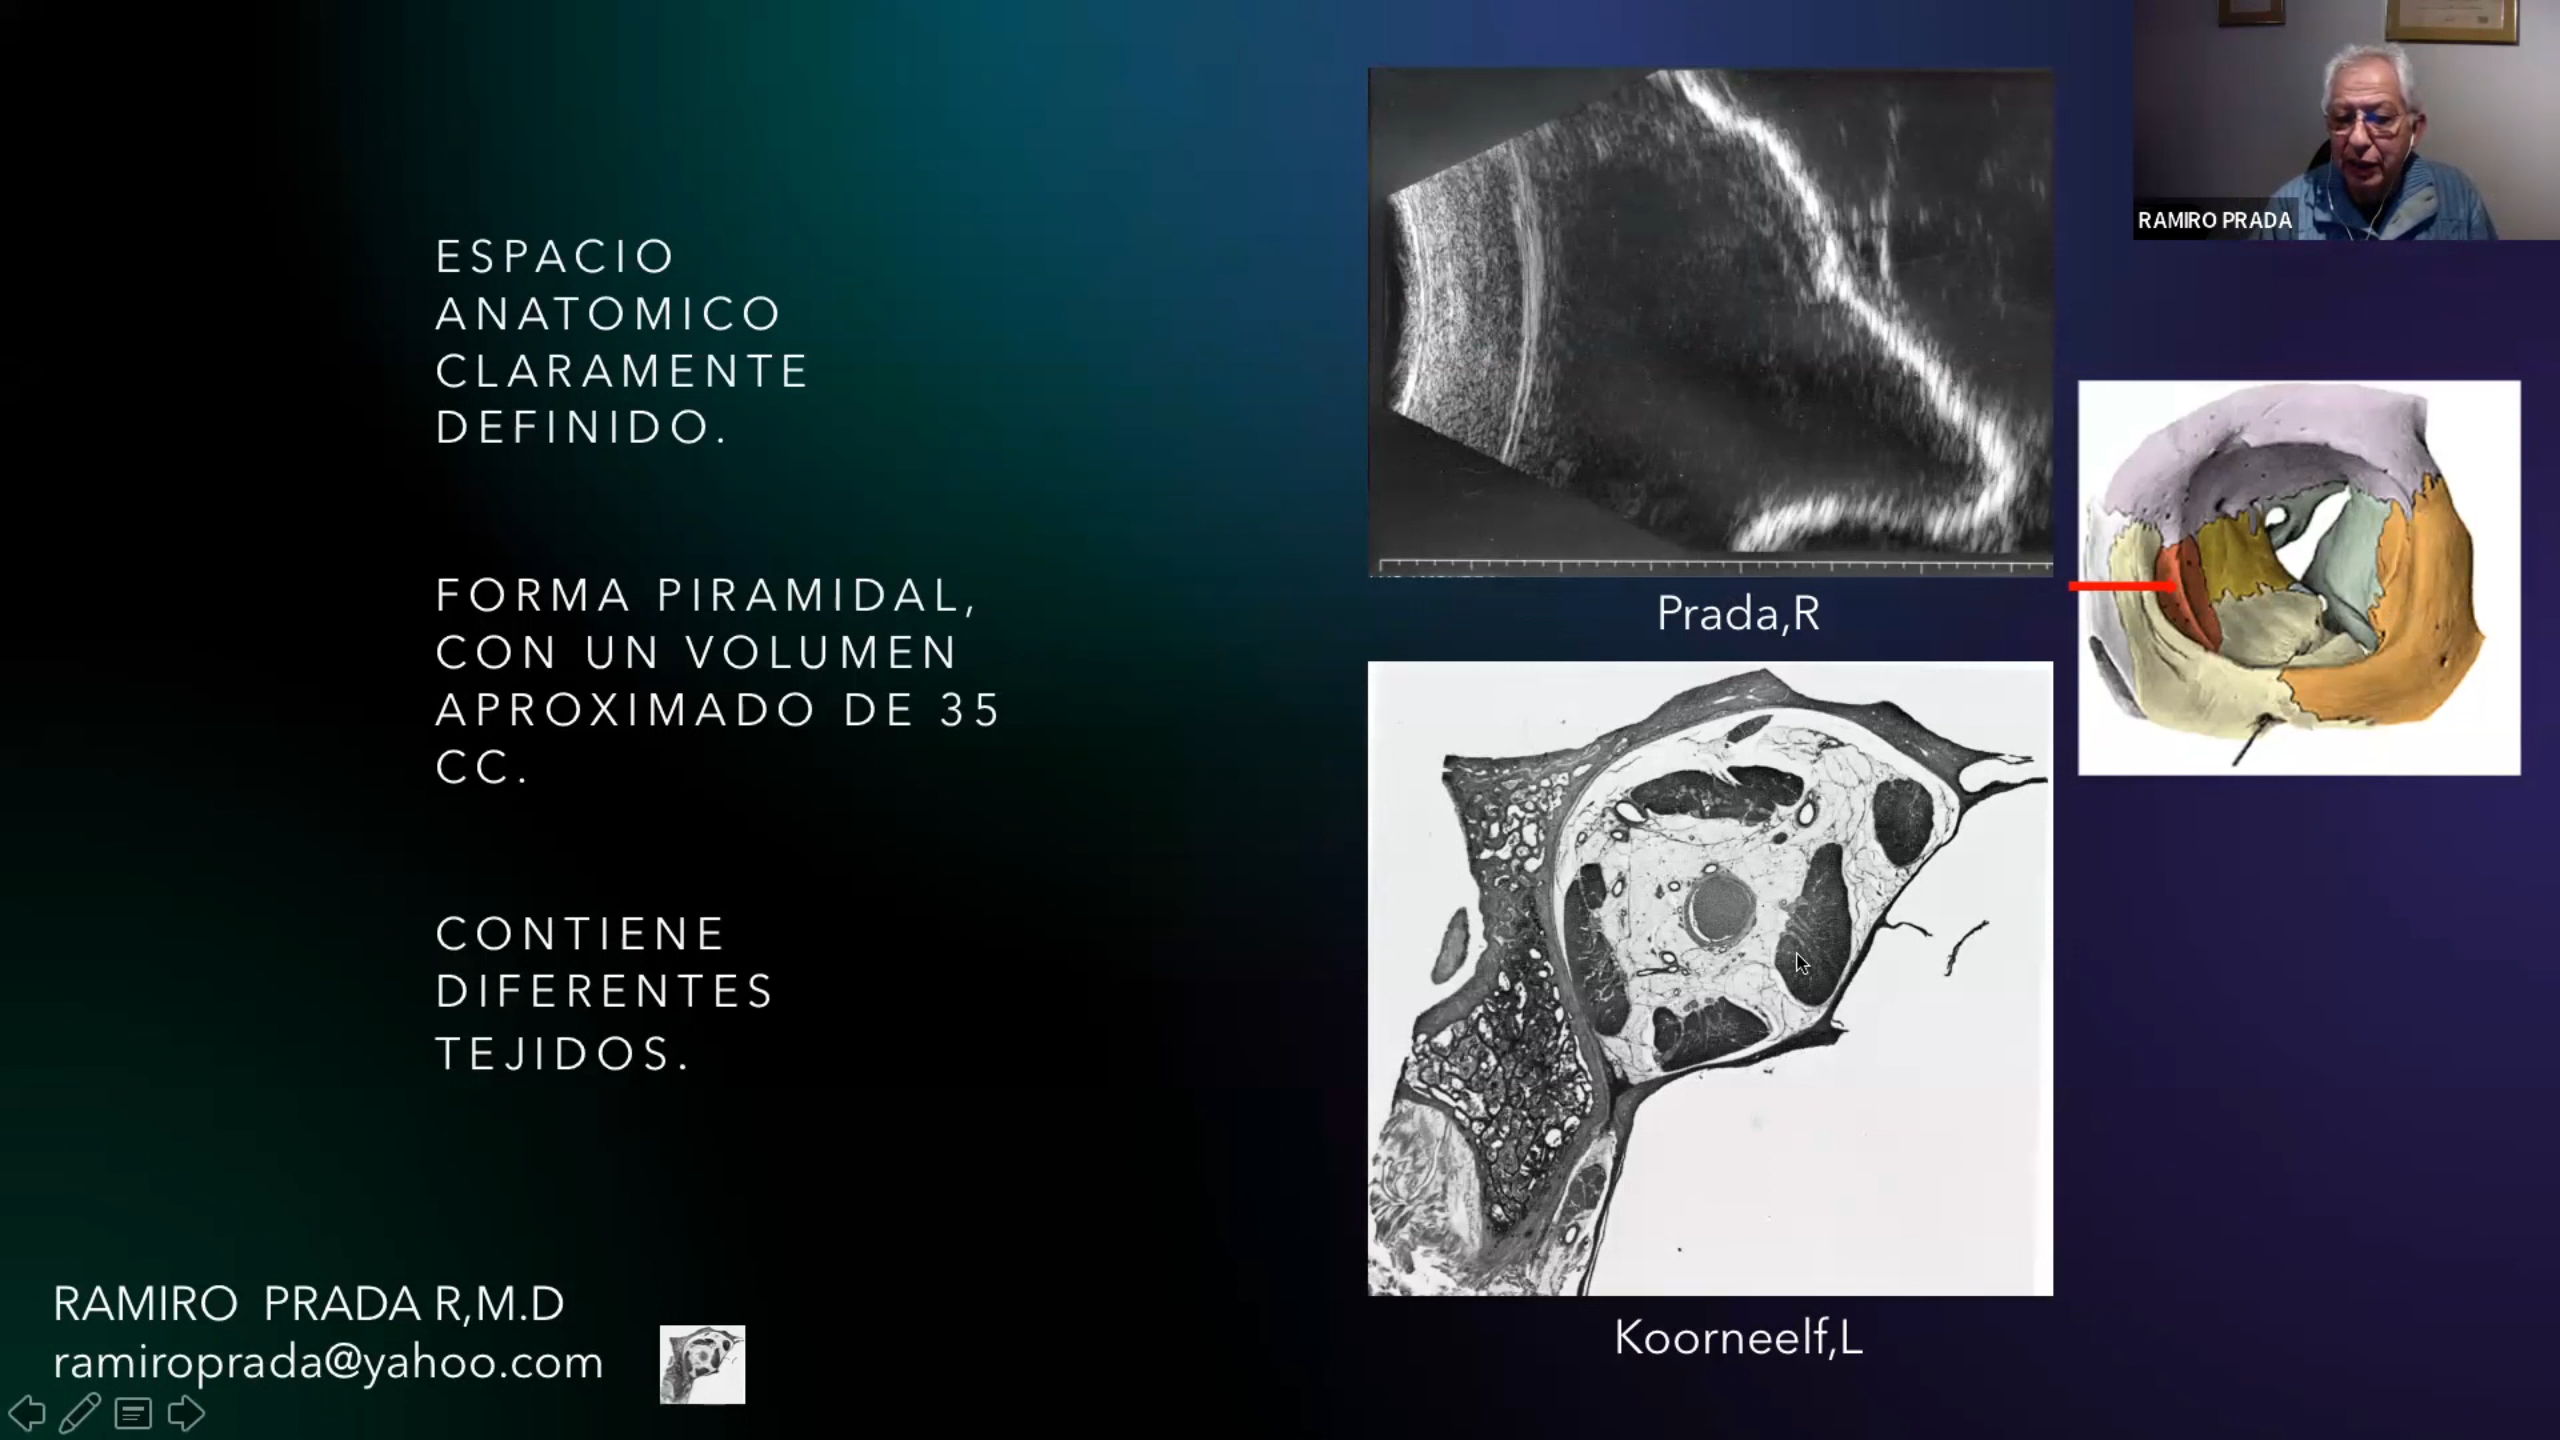 ESPACIO
ANATOMICO
CLARAMENTE
DEFINIDO.
FORMA PIRAMIDAL,
CON UN VOLUMEN
APROXIMADO DE 35
CC.
CONTIENE
DIFERENTES
TEJIDOS.
RAMIRO PRADA R,M.D
ramiroprada@yahoo.com
Prada,R
Koorneelf,L
RAMIRO PRADA